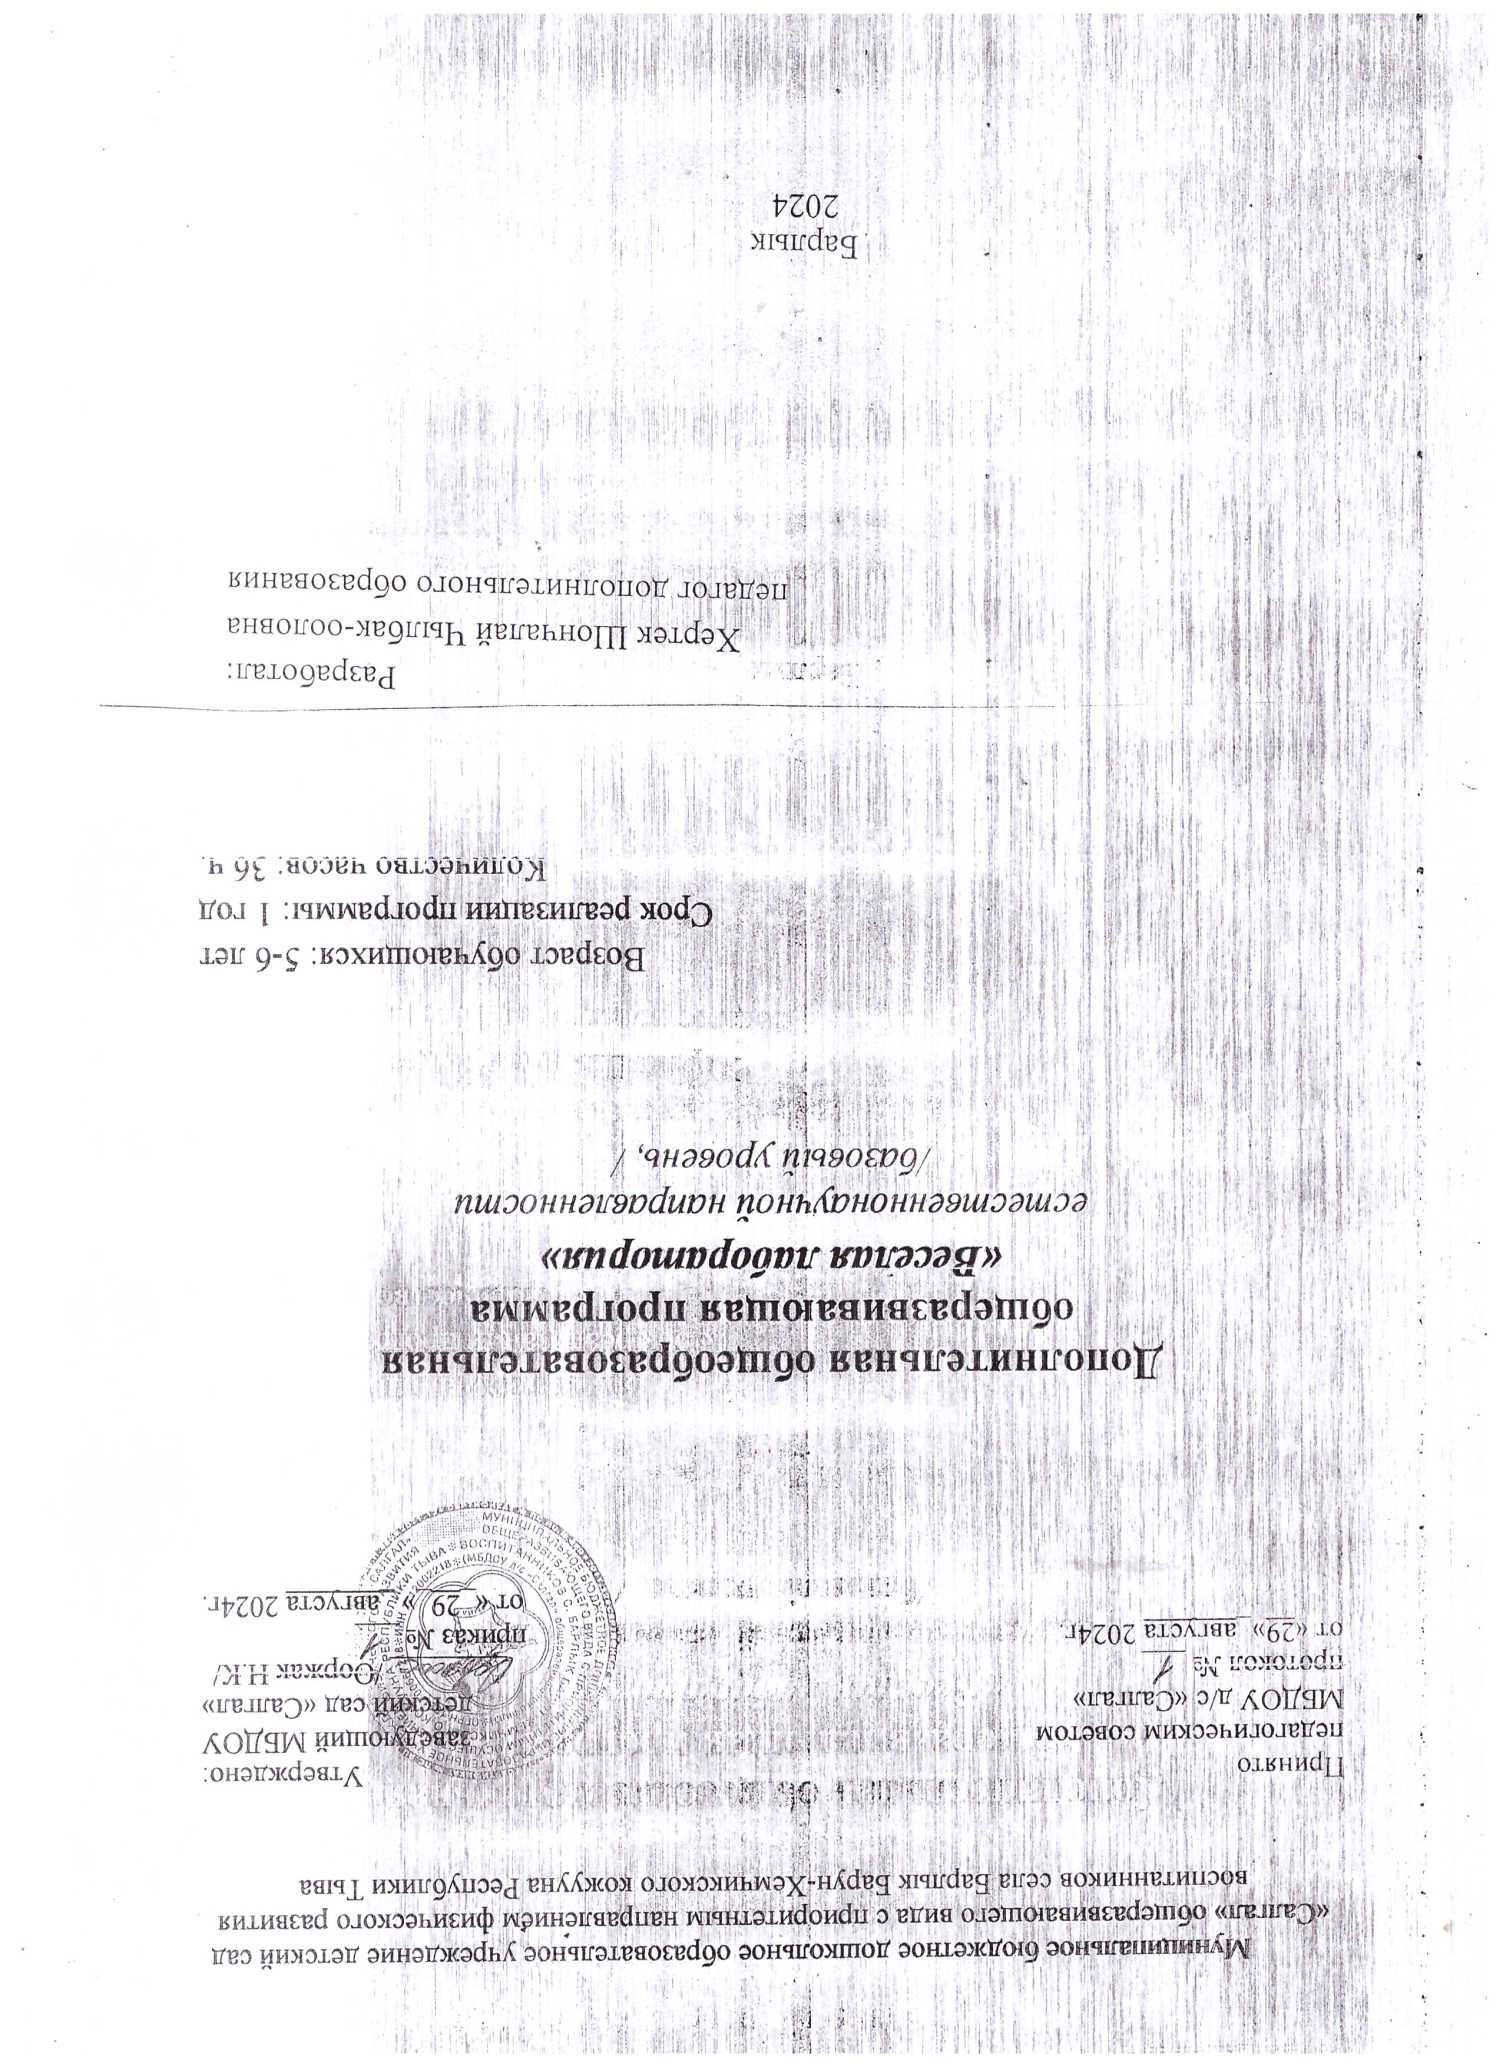 Муниципальное бюджетное дошкольное образовательное учреждение детский сад
«Салгал» общеразвивающего вида с приоритетным направлением физического развития
воспитанников села Барлык Барун-Хемчикского кожууна Республики Тыва
Принято
педагогическим советом
МБДОУ д/с «Салгал»
протокол № 1
от «29» августа 2024г.
Утверждено:
заведующий МБДОУ
детский сад «Салгал»
/Ооржак Н.К/
приказ № 1
от « 29 » августа 2024г.
Дополнительная общеобразовательная
общеразвивающая программа
«Веселая лаборатория»
естественнонаучной направленности
/базовый уровень, /
Возраст обучающихся: 5-6 лет
Срок реализации программы: 1 год
Количество часов: 36 ч.
Разработал:
Хертек Шончалай Чылбак-ооловна
педагог дополнительного образования
Барлык
2024